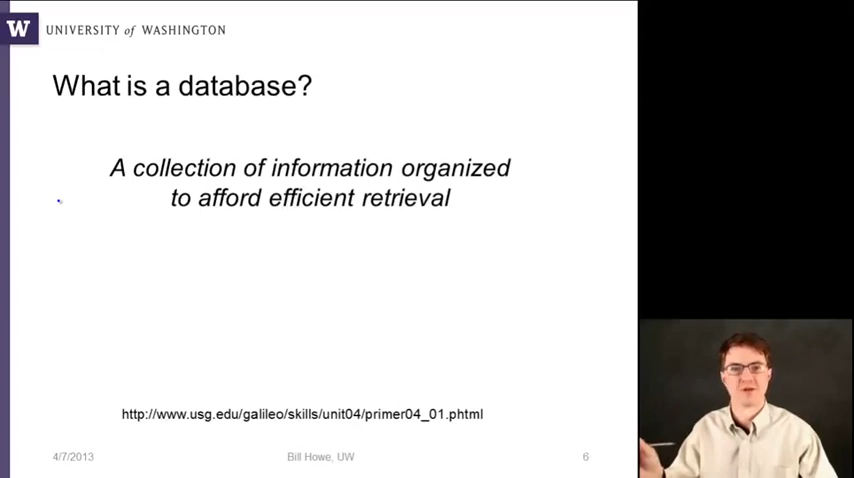 W UNIVERSITY of WASHINGTON
What is a database?
A collection of information organized
to afford efficient retrieval
http://www.usg.edu/galileo/skills/unit04/primer04_01.phtml
4/7/2013 Bill Howe, UW 6